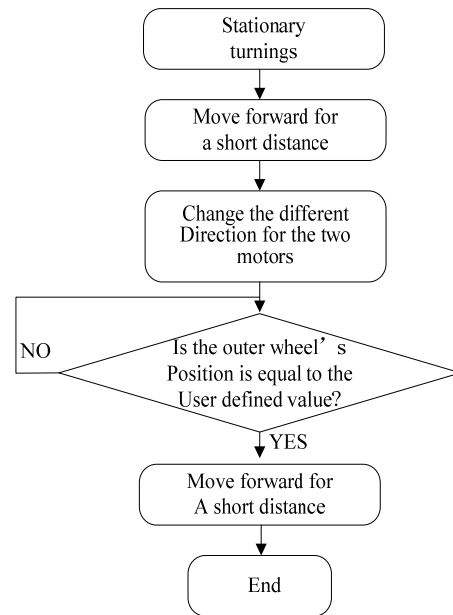 Stationary
turnings
Move forward for
a short distance
Change the different
Direction for the two
motors
NO
Is the outer wheel’s
Position is equal to the
User defined value?
YES
Move forward for
A short distance
End